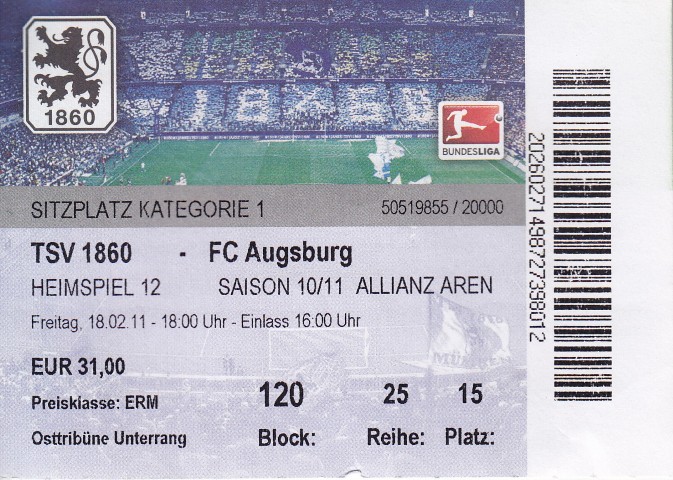 1860
BUNDESLIGA
SITZPLATZ KATEGORIE 1 50519855 / 20000
TSV 1860 - FC Augsburg
HEIMSPIEL 12 SAISON 10/11 ALLIANZ AREN
Freitag, 18.02.11 - 18:00 Uhr - Einlass 16:00 Uhr
EUR 31,00
Preisklasse: ERM 120 25 15
Osttribüne Unterrang Block: Reihe: Platz:
20260271498727398012